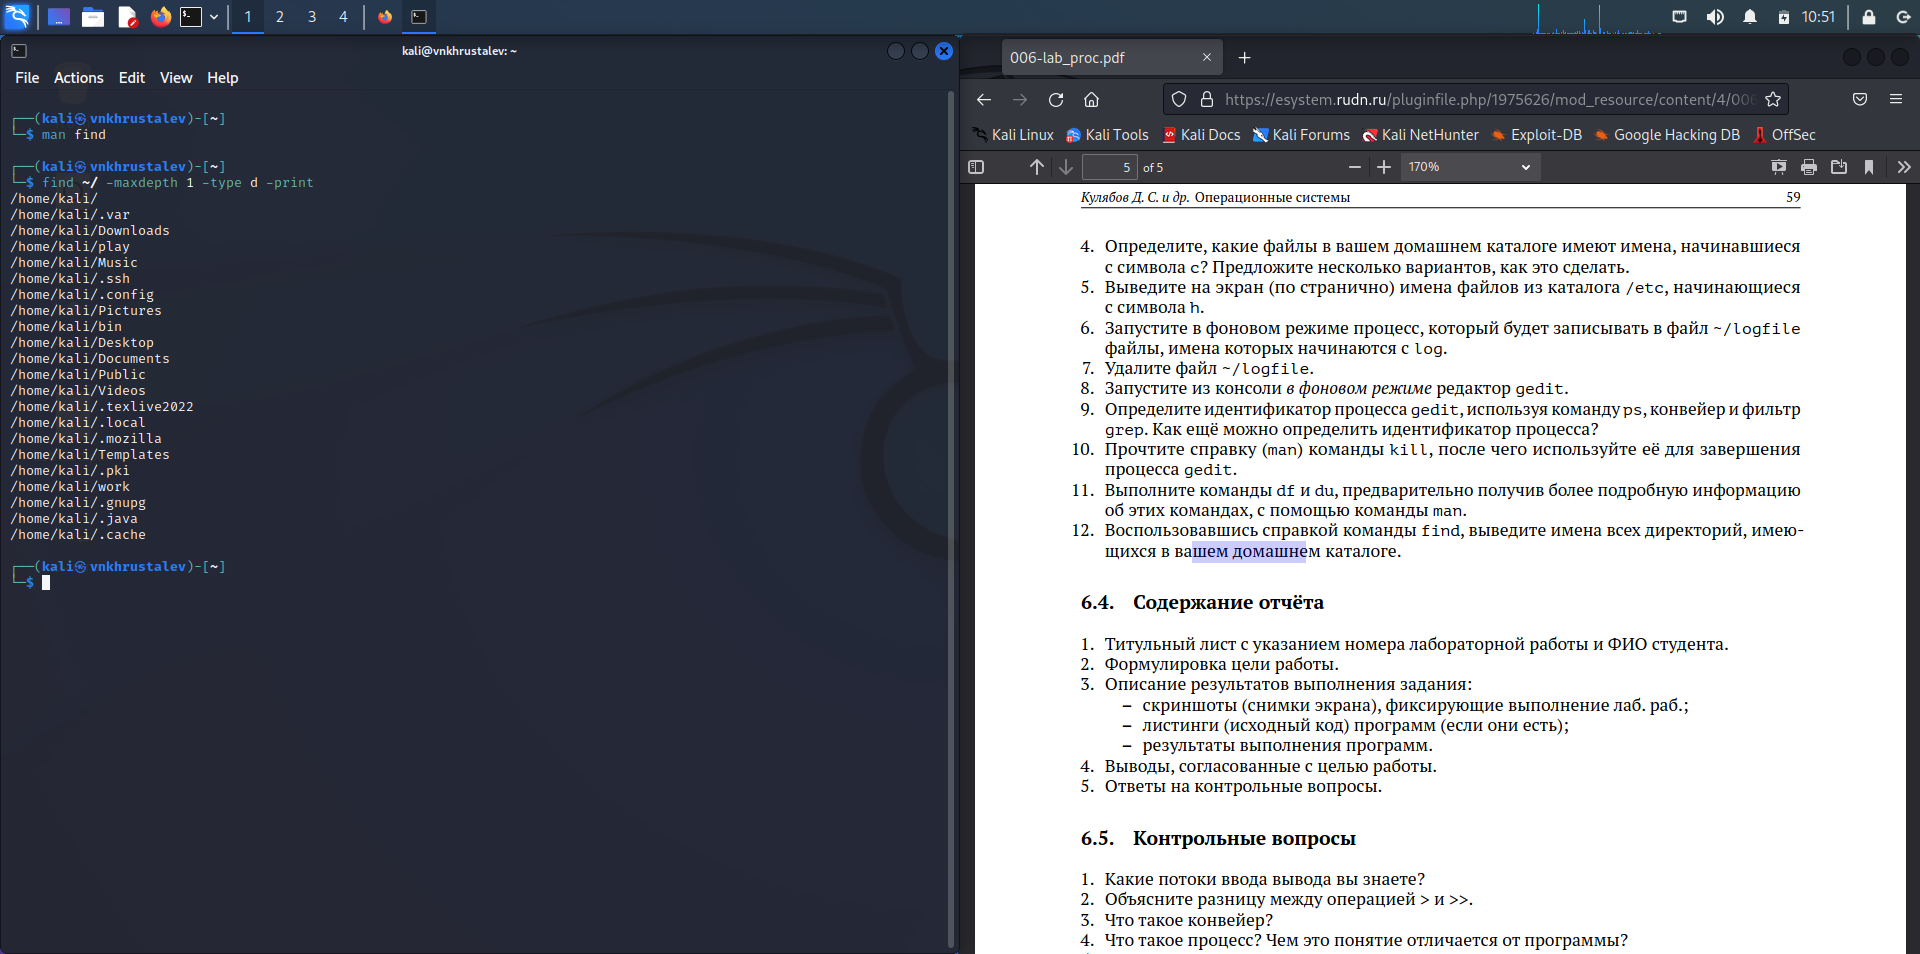 1 2 3 4
10:51
kali@vnkhrustalev: ~
File Actions Edit View Help
┌──(kali㉿vnkhrustalev)-[~]
└─$ man find
┌──(kali㉿vnkhrustalev)-[~]
└─$ find ~/ -maxdepth 1 -type d -print
/home/kali/
/home/kali/.var
/home/kali/Downloads
/home/kali/play
/home/kali/Music
/home/kali/.ssh
/home/kali/.config
/home/kali/Pictures
/home/kali/bin
/home/kali/Desktop
/home/kali/Documents
/home/kali/Public
/home/kali/Videos
/home/kali/.texlive2022
/home/kali/.local
/home/kali/.mozilla
/home/kali/Templates
/home/kali/.pki
/home/kali/work
/home/kali/.gnupg
/home/kali/.java
/home/kali/.cache
┌──(kali㉿vnkhrustalev)-[~]
└─$
006-lab_proc.pdf
https://esystem.rudn.ru/pluginfile.php/1975626/mod_resource/content/4/006
Kali Linux Kali Tools Kali Docs Kali Forums Kali NetHunter Exploit-DB Google Hacking DB OffSec
5 of 5 170%
Кулябов Д. С. и др. Операционные системы 59
4. Определите, какие файлы в вашем домашнем каталоге имеют имена, начинавшиеся
с символа c? Предложите несколько вариантов, как это сделать.
5. Выведите на экран (по странично) имена файлов из каталога /etc, начинающиеся
с символа h.
6. Запустите в фоновом режиме процесс, который будет записывать в файл ~/logfile
файлы, имена которых начинаются с log.
7. Удалите файл ~/logfile.
8. Запустите из консоли в фоновом режиме редактор gedit.
9. Определите идентификатор процесса gedit, используя команду ps, конвейер и фильтр
grep. Как ещё можно определить идентификатор процесса?
10. Прочтите справку (man) команды kill, после чего используйте её для завершения
процесса gedit.
11. Выполните команды df и du, предварительно получив более подробную информацию
об этих командах, с помощью команды man.
12. Воспользовавшись справкой команды find, выведите имена всех директорий, имею-
щихся в вашем домашнем каталоге.
6.4. Содержание отчёта
1. Титульный лист с указанием номера лабораторной работы и ФИО студента.
2. Формулировка цели работы.
3. Описание результатов выполнения задания:
– скриншоты (снимки экрана), фиксирующие выполнение лаб. раб.;
– листинги (исходный код) программ (если они есть);
– результаты выполнения программ.
4. Выводы, согласованные с целью работы.
5. Ответы на контрольные вопросы.
6.5. Контрольные вопросы
1. Какие потоки ввода вывода вы знаете?
2. Объясните разницу между операцией > и >>.
3. Что такое конвейер?
4. Что такое процесс? Чем это понятие отличается от программы?